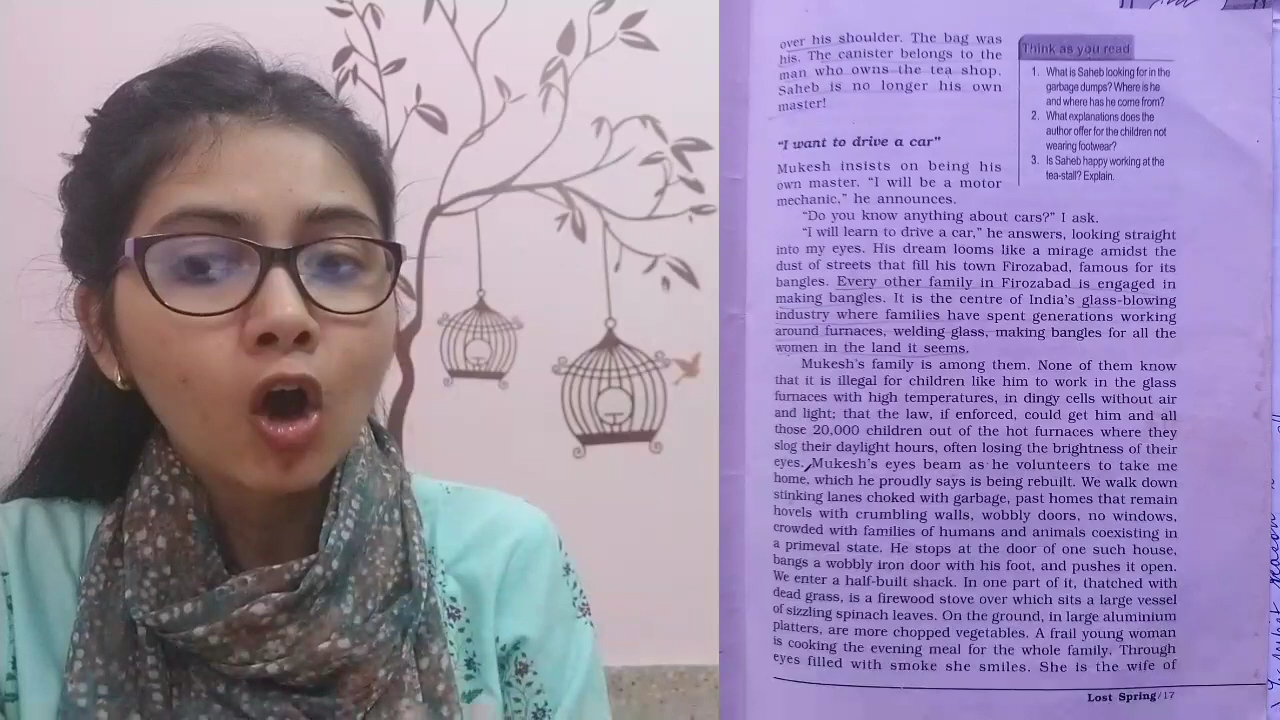 over his shoulder. The bag was
his. The canister belongs to the
man who owns the tea shop.
Saheb is no longer his own
master!
Think as you read
1. What is Saheb looking for in the
garbage dumps? Where is he
and where has he come from?
2. What explanations does the
author offer for the children not
wearing footwear?
3. Is Saheb happy working at the
tea-stall? Explain.
"I want to drive a car"
Mukesh insists on being his
own master. "I will be a motor
mechanic," he announces.
"Do you know anything about cars?" I ask.
"I will learn to drive a car," he answers, looking straight
into my eyes. His dream looms like a mirage amidst the
dust of streets that fill his town Firozabad, famous for its
bangles. Every other family in Firozabad is engaged in
making bangles. It is the centre of India's glass-blowing
industry where families have spent generations working
around furnaces, welding glass, making bangles for all the
women in the land it seems.
Mukesh's family is among them. None of them know
that it is illegal for children like him to work in the glass
furnaces with high temperatures, in dingy cells without air
and light; that the law, if enforced, could get him and all
those 20,000 children out of the hot furnaces where they
slog their daylight hours, often losing the brightness of their
eyes. Mukesh's eyes beam as he volunteers to take me
home, which he proudly says is being rebuilt. We walk down
stinking lanes choked with garbage, past homes that remain
hovels with crumbling walls, wobbly doors, no windows,
crowded with families of humans and animals coexisting in
a primeval state. He stops at the door of one such house,
bangs a wobbly iron door with his foot, and pushes it open.
We enter a half-built shack. In one part of it, thatched with
dead grass, is a firewood stove over which sits a large vessel
of sizzling spinach leaves. On the ground, in large aluminium
platters, are more chopped vegetables. A frail young woman
is cooking the evening meal for the whole family. Through
eyes filled with smoke she smiles. She is the wife of
Lost Spring/17